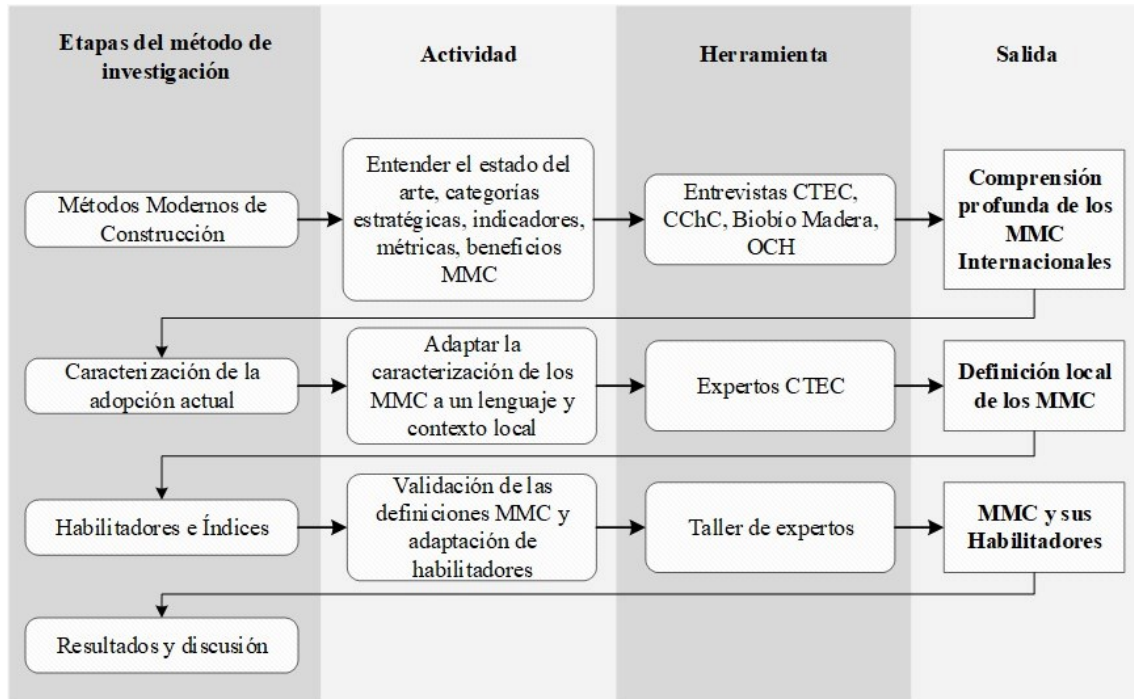 Etapas del método de
investigación
Actividad
Herramienta
Salida
Métodos Modernos de
Construcción
Entender el estado del
arte, categorías
estratégicas, indicadores,
métricas, beneficios
MMC
Entrevistas CTEC,
CChC, Biobío Madera,
OCH
Comprensión
profunda de los
MMC
Internacionales
Caracterización de la
adopción actual
Adaptar la
caracterización de los
MMC a un lenguaje y
contexto local
Expertos CTEC
Definición local
de los MMC
Habilitadores e Índices
Validación de las
definiciones MMC y
adaptación de
habilitadores
Taller de expertos
MMC y sus
Habilitadores
Resultados y discusión